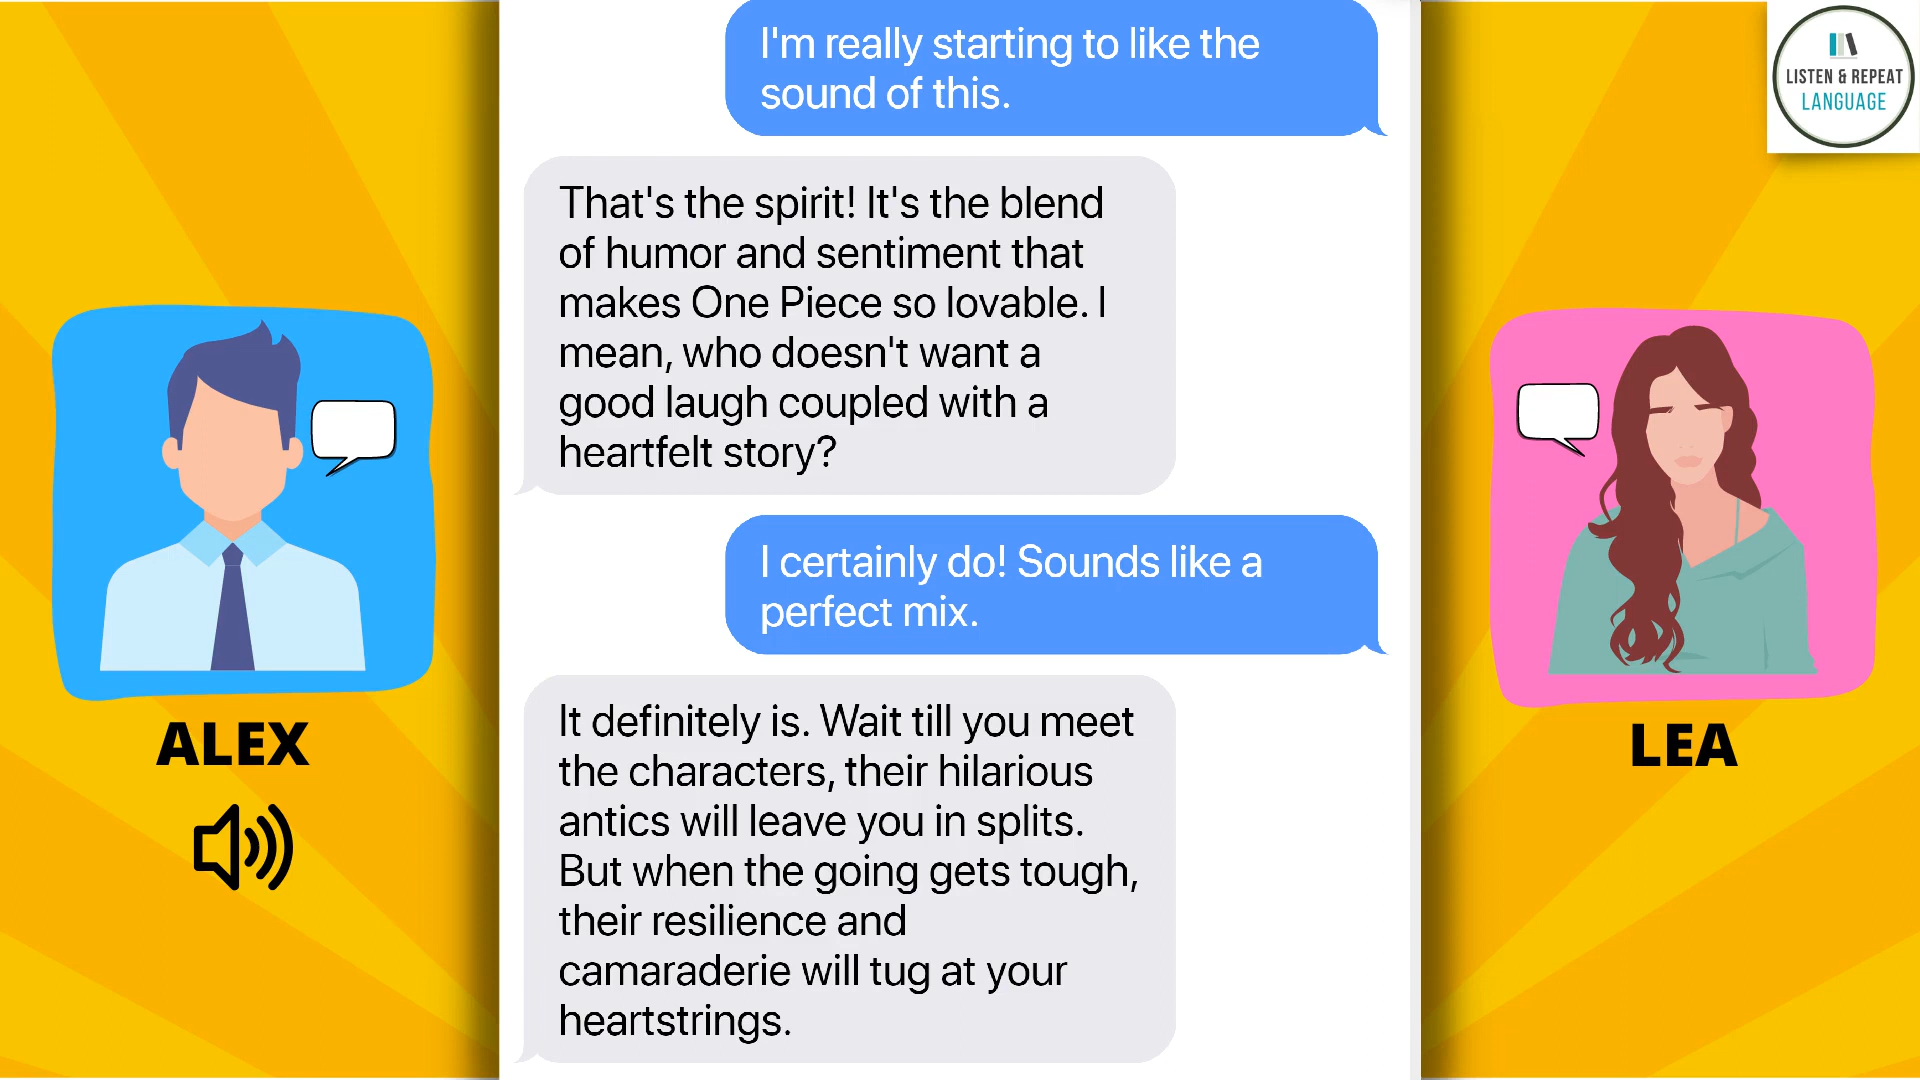 I'm really starting to like the
sound of this.
LISTEN & REPEAT
LANGUAGE
That's the spirit! It's the blend
of humor and sentiment that
makes One Piece so lovable. I
mean, who doesn't want a
good laugh coupled with a
heartfelt story?
I certainly do! Sounds like a
perfect mix.
It definitely is. Wait till you meet
the characters, their hilarious
antics will leave you in splits.
But when the going gets tough,
their resilience and
camaraderie will tug at your
heartstrings.
ALEX
LEA